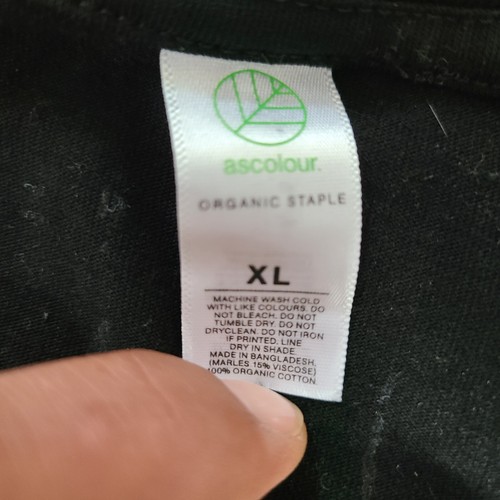 ascolour.
ORGANIC STAPLE
XL
MACHINE WASH COLD
WITH LIKE COLOURS. DO
NOT BLEACH. DO NOT
TUMBLE DRY. DO NOT
DRYCLEAN. DO NOT IRON
IF PRINTED. LINE
DRY IN SHADE.
MADE IN BANGLADESH.
(MARLES 15% VISCOSE)
100% ORGANIC COTTON.